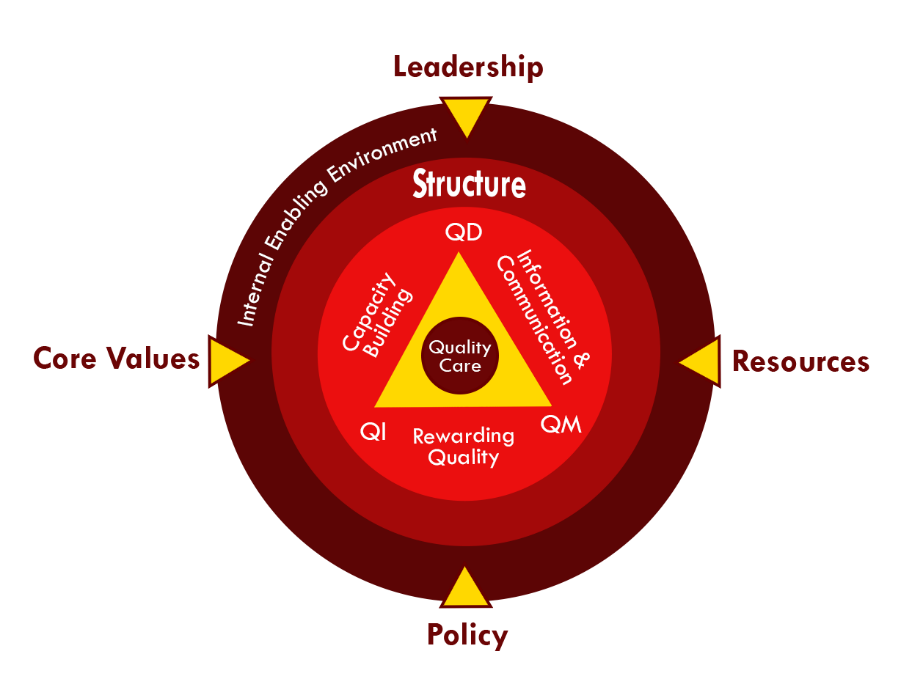 Leadership
Internal Enabling Environment
Structure
QD
Capacity
Building
Information &
Communication
Core Values
Quality
Care
Resources
QI
Rewarding
Quality
QM
Policy